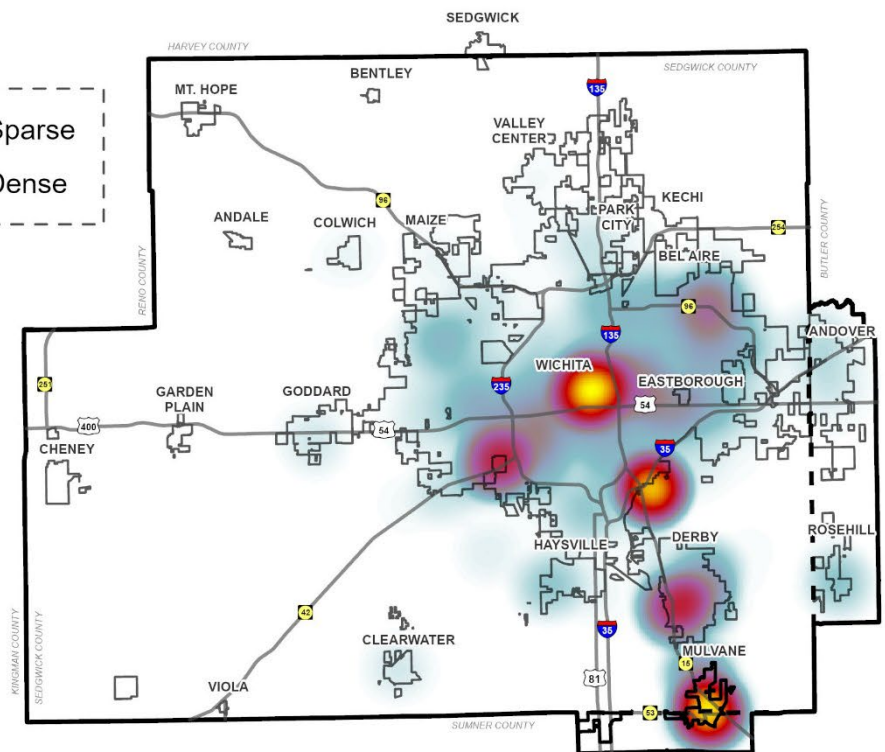 SEDGWICK
HARVEY COUNTY
SEDGWICK COUNTY
BENTLEY
MT. HOPE
135
Dense
VALLEY
CENTER
96
ANDALE
COLWICH
MAIZE
PARK
CITY
KECHI
254
BEL AIRE
RENO COUNTY
BUTLER COUNTY
96
135
ANDOVER
WICHITA
251
235
EASTBOROUGH
GARDEN
PLAIN
GODDARD
54
400
54
CHENEY
35
HAYSVILLE
DERBY
ROSEHILL
42
35
KINGMAN COUNTY
SEDGWICK COUNTY
CLEARWATER
MULVANE
15
81
VIOLA
53
SUMNER COUNTY